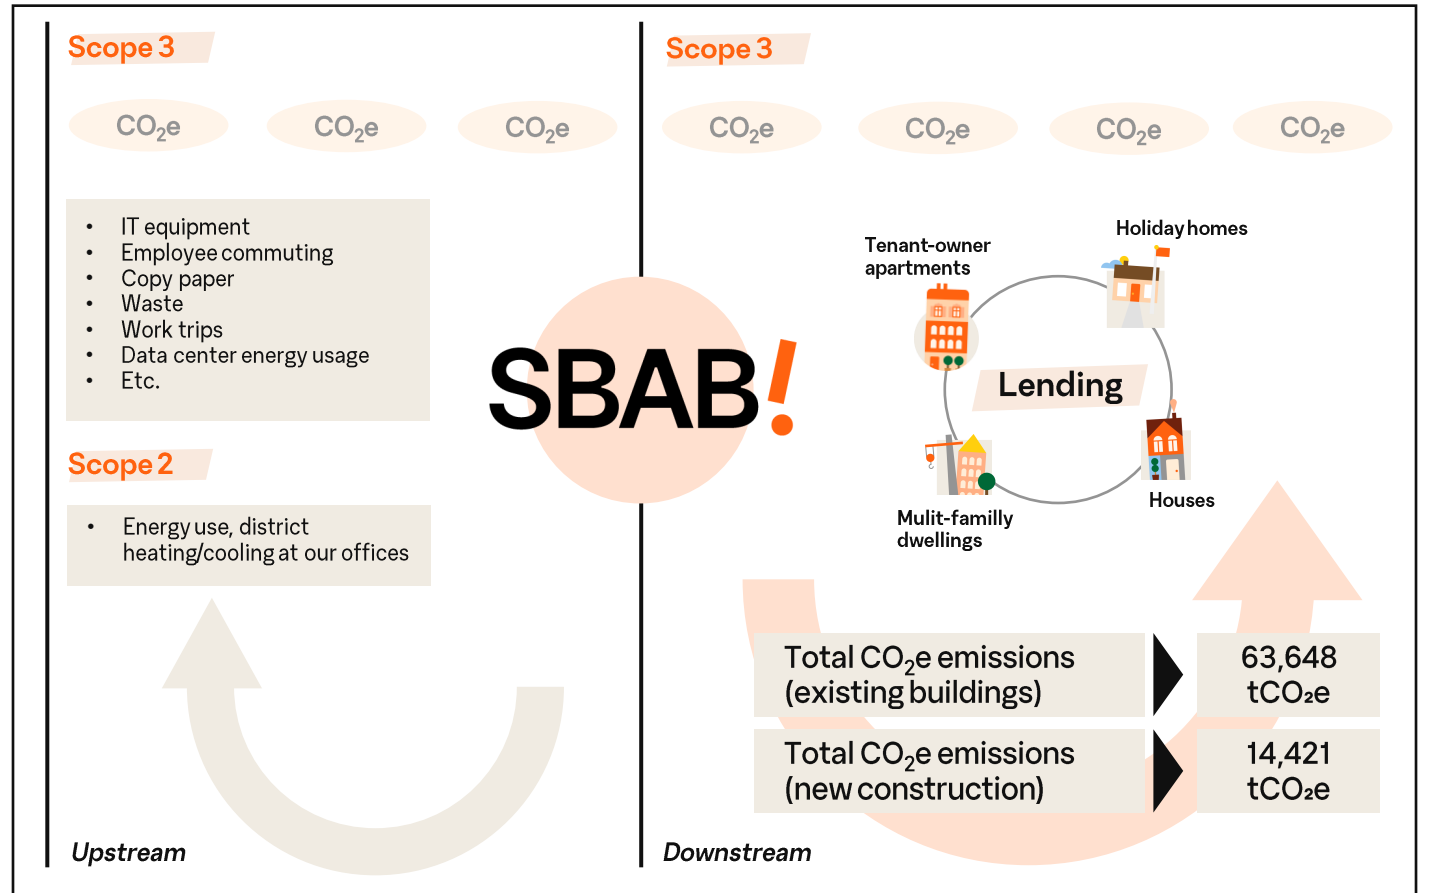 Scope 3
CO₂e
CO₂e
CO₂e
• IT equipment
• Employee commuting
• Copy paper
• Waste
• Work trips
• Data center energy usage
• Etc.
Scope 2
• Energy use, district
heating/cooling at our offices
Upstream
SBAB!
Scope 3
CO₂e
CO₂e
CO₂e
CO₂e
Tenant-owner
apartments
Holiday homes
Lending
Mulit-familly
dwellings
Houses
Total CO₂e emissions
(existing buildings)
63,648
tCO₂e
Total CO₂e emissions
(new construction)
14,421
tCO₂e
Downstream